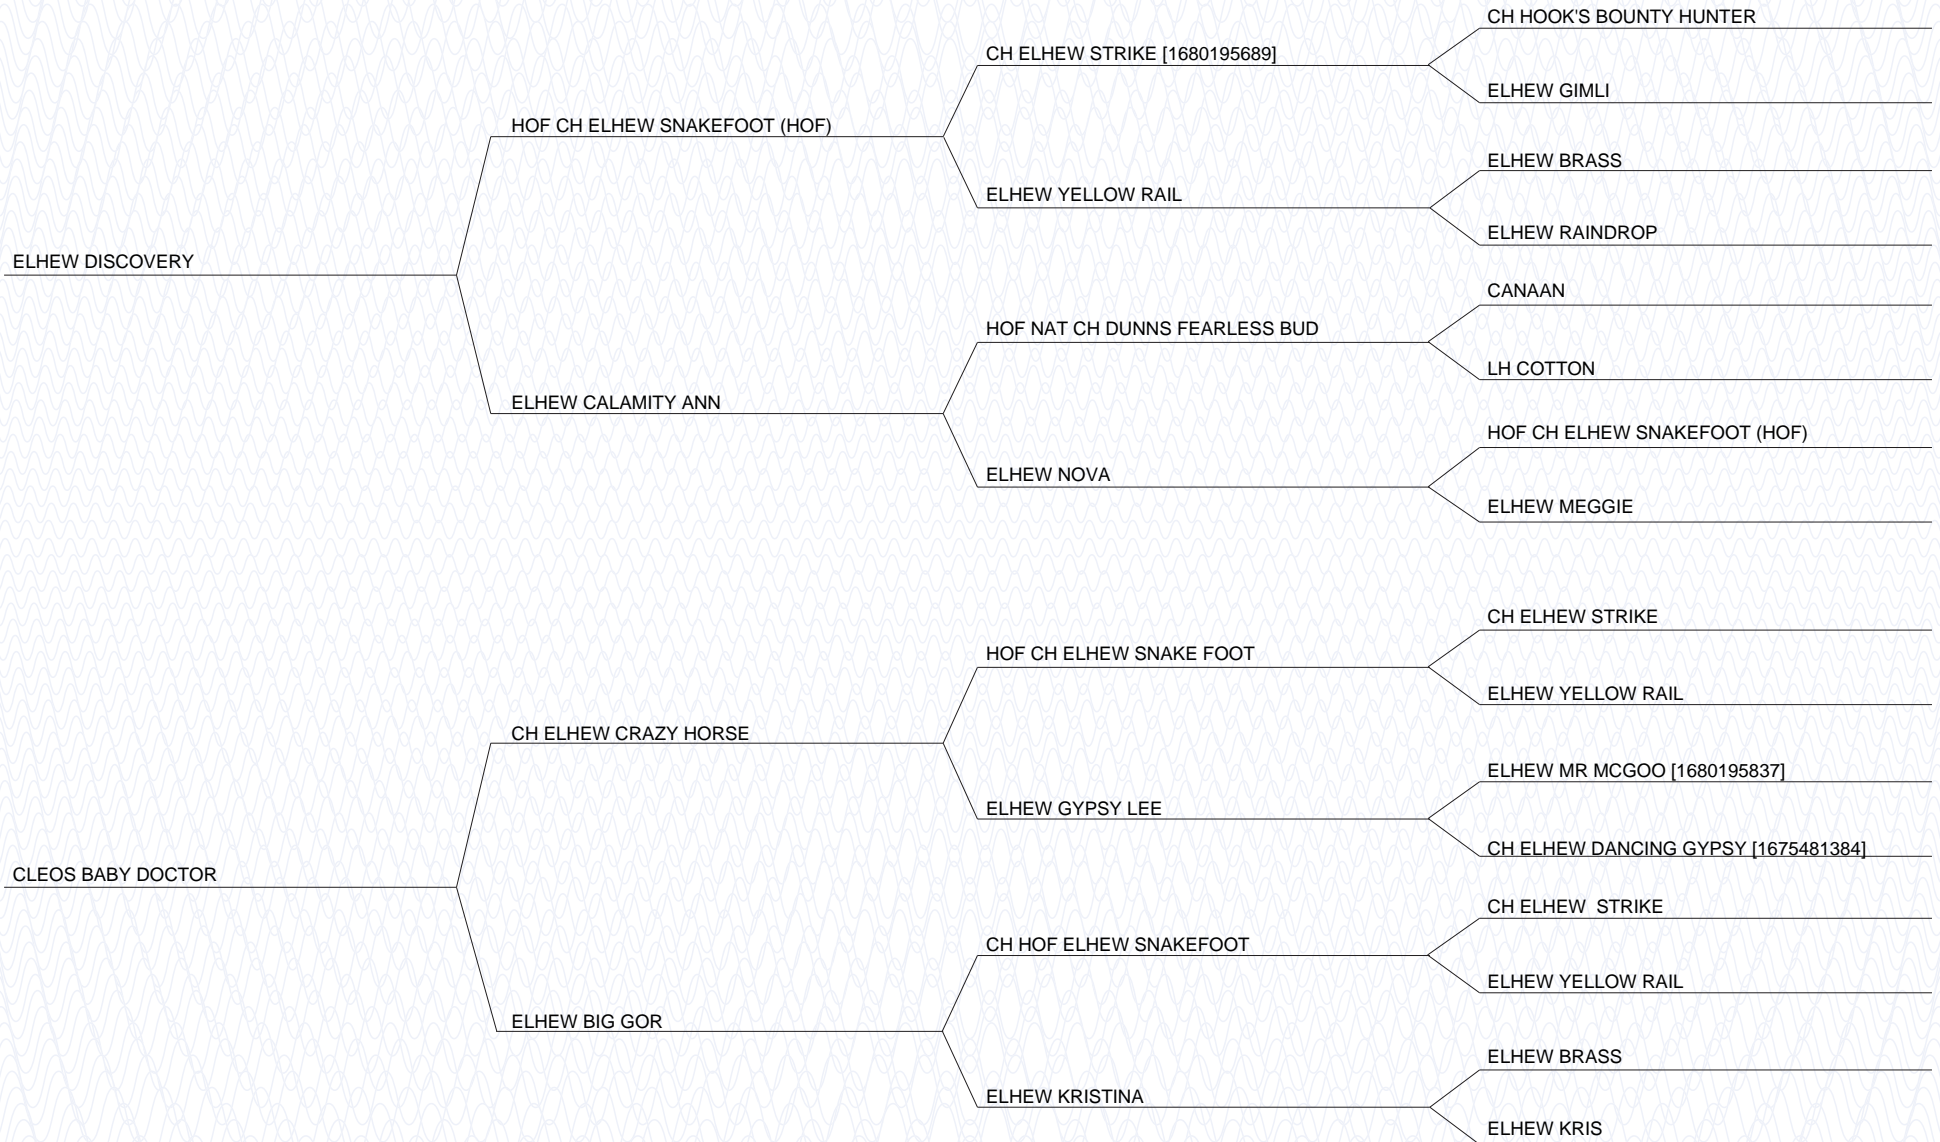 CH HOOK'S BOUNTY HUNTER
CH ELHEW STRIKE [1680195689]
ELHEW GIMLI
HOF CH ELHEW SNAKEFOOT (HOF)
ELHEW BRASS
ELHEW YELLOW RAIL
ELHEW RAINDROP
ELHEW DISCOVERY
CANAAN
HOF NAT CH DUNNS FEARLESS BUD
LH COTTON
ELHEW CALAMITY ANN
HOF CH ELHEW SNAKEFOOT (HOF)
ELHEW NOVA
ELHEW MEGGIE
CH ELHEW STRIKE
HOF CH ELHEW SNAKE FOOT
ELHEW YELLOW RAIL
CH ELHEW CRAZY HORSE
ELHEW MR MCGOO [1680195837]
ELHEW GYPSY LEE
CH ELHEW DANCING GYPSY [1675481384]
CLEOS BABY DOCTOR
CH ELHEW  STRIKE
CH HOF ELHEW SNAKEFOOT
ELHEW YELLOW RAIL
ELHEW BIG GOR
ELHEW BRASS
ELHEW KRISTINA
ELHEW KRIS